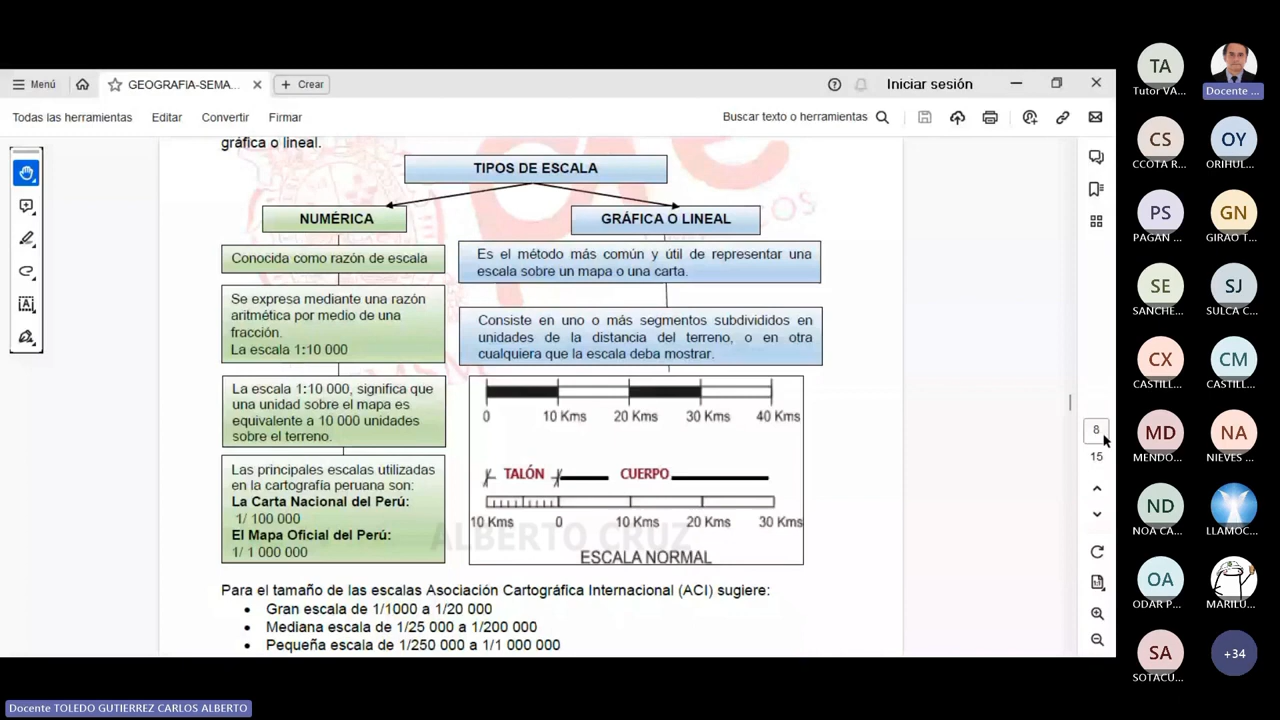 Menú
GEOGRAFIA-SEMA...
Crear
Iniciar sesión
Todas las herramientas
Editar
Convertir
Firmar
Buscar texto o herramientas
gráfica o lineal.
TIPOS DE ESCALA
NUMÉRICA
Conocida como razón de escala
Se expresa mediante una razón
aritmética por medio de una
fracción.
La escala 1:10 000
La escala 1:10 000, significa que
una unidad sobre el mapa es
equivalente a 10 000 unidades
sobre el terreno.
Las principales escalas utilizadas
en la cartografía peruana son:
La Carta Nacional del Perú:
1/ 100 000
El Mapa Oficial del Perú:
1/ 1 000 000
GRÁFICA O LINEAL
Es el método más común y útil de representar una
escala sobre un mapa o una carta.
Consiste en uno o más segmentos subdivididos en
unidades de la distancia del terreno, o en otra
cualquiera que la escala deba mostrar.
0 10 Kms 20 Kms 30 Kms 40 Kms
TALÓN CUERPO
10 Kms 0 10 Kms 20 Kms 30 Kms
ALBERTO CRUZ
ESCALA NORMAL
Para el tamaño de las escalas Asociación Cartográfica Internacional (ACI) sugiere:
• Gran escala de 1/1000 a 1/20 000
• Mediana escala de 1/25 000 a 1/200 000
• Pequeña escala de 1/250 000 a 1/1 000 000
8
15
TA
Tutor VA...
Docente ...
CS
CCOTA R...
OY
ORIHUL...
PS
PAGAN ...
GN
GIRAO T...
SE
SANCHE...
SJ
SULCA C...
CX
CASTILL...
CM
CASTILL...
MD
MENDO...
NA
NIEVES ...
ND
NOA CA...
LLAMOC...
OA
ODAR P...
MARILU...
SA
SOTACU...
+34
Docente TOLEDO GUTIERREZ CARLOS ALBERTO